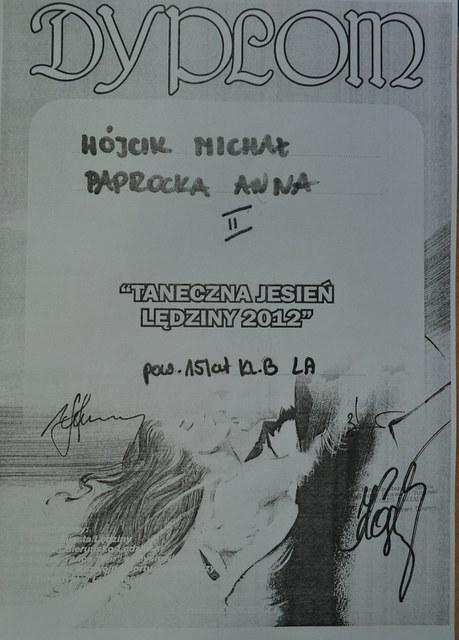 DYPLOM
WÓJCIK MICHAŁ
PAPROCKA ANNA
II
"TANECZNA JESIEŃ
LĘDZINY 2012"
pow. 15 lat kl. B LA